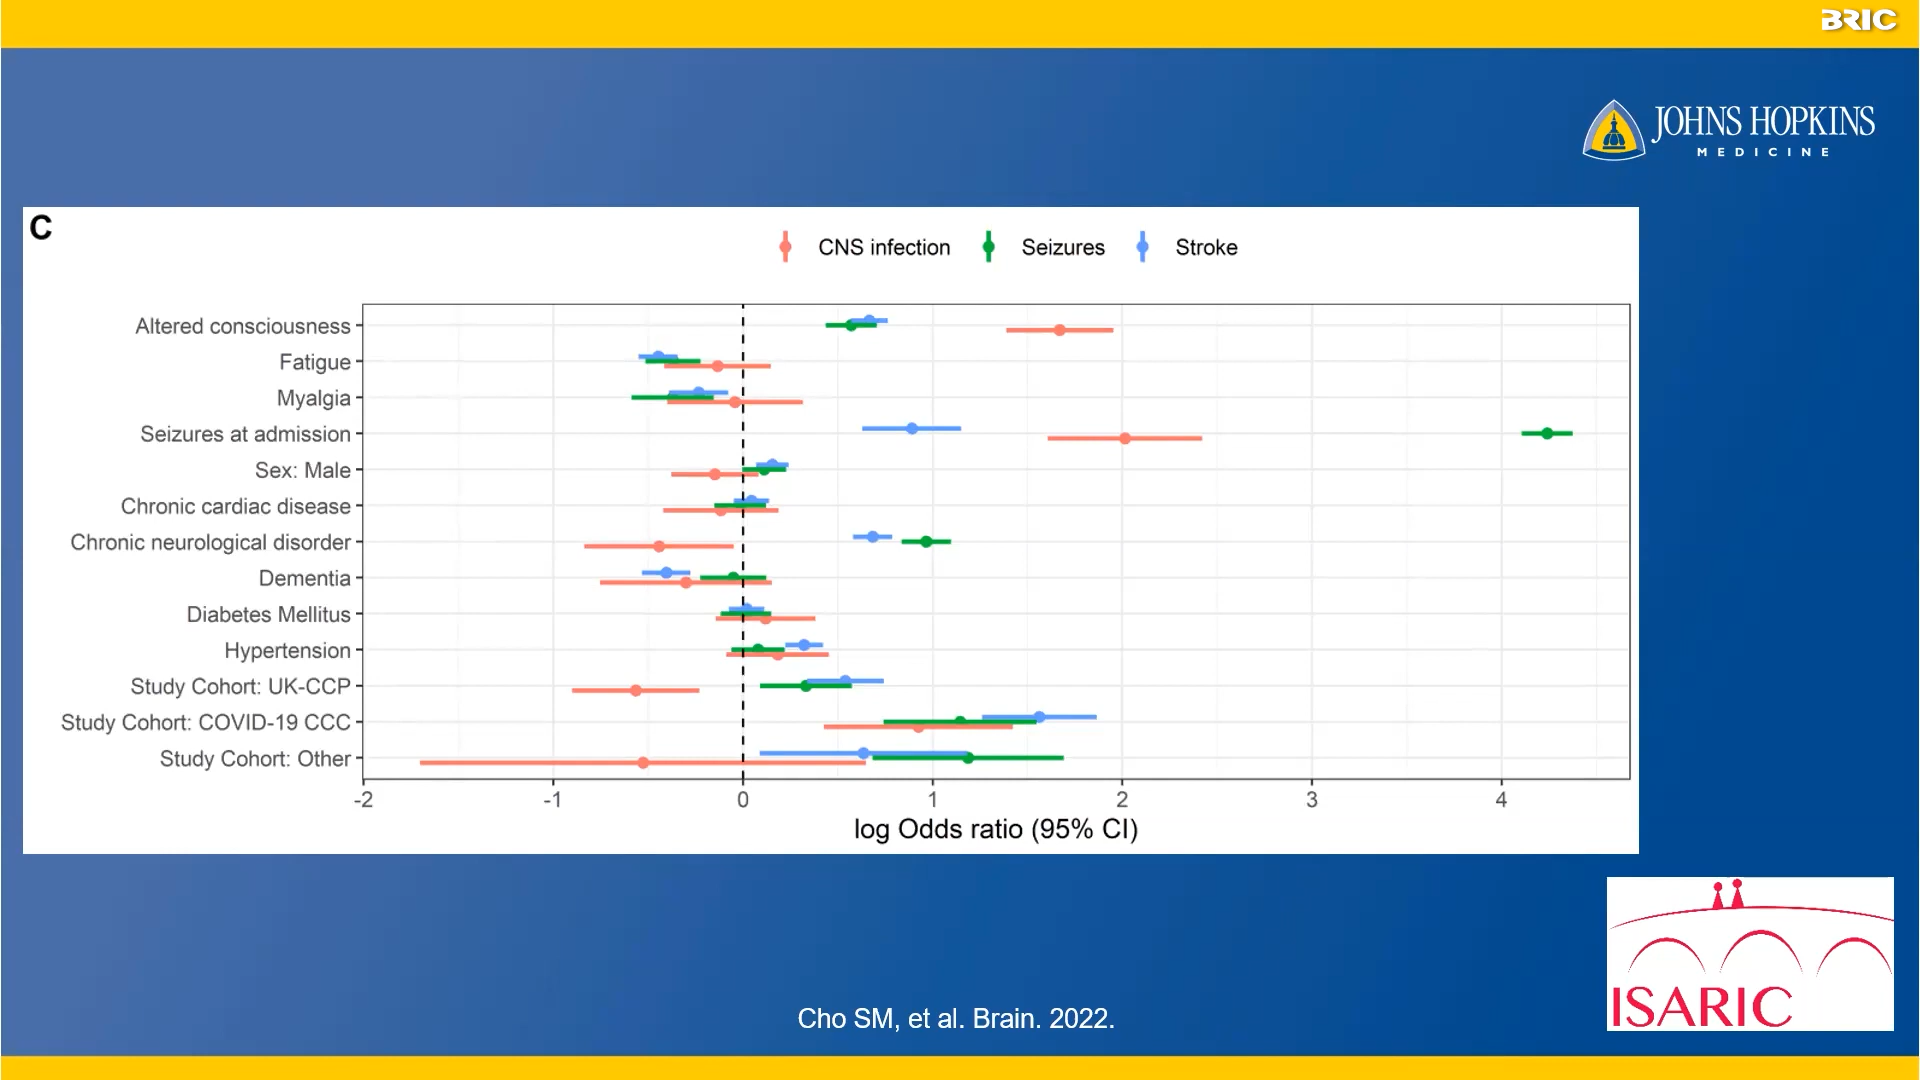 BRIC
JOHNS HOPKINS
MEDICINE
C
CNS infection
Seizures
Stroke
Altered consciousness
Fatigue
Myalgia
Seizures at admission
Sex: Male
Chronic cardiac disease
Chronic neurological disorder
Dementia
Diabetes Mellitus
Hypertension
Study Cohort: UK-CCP
Study Cohort: COVID-19 CCC
Study Cohort: Other
-2 -1 0 1 2 3 4
log Odds ratio (95% CI)
ISARIC
Cho SM, et al. Brain. 2022.